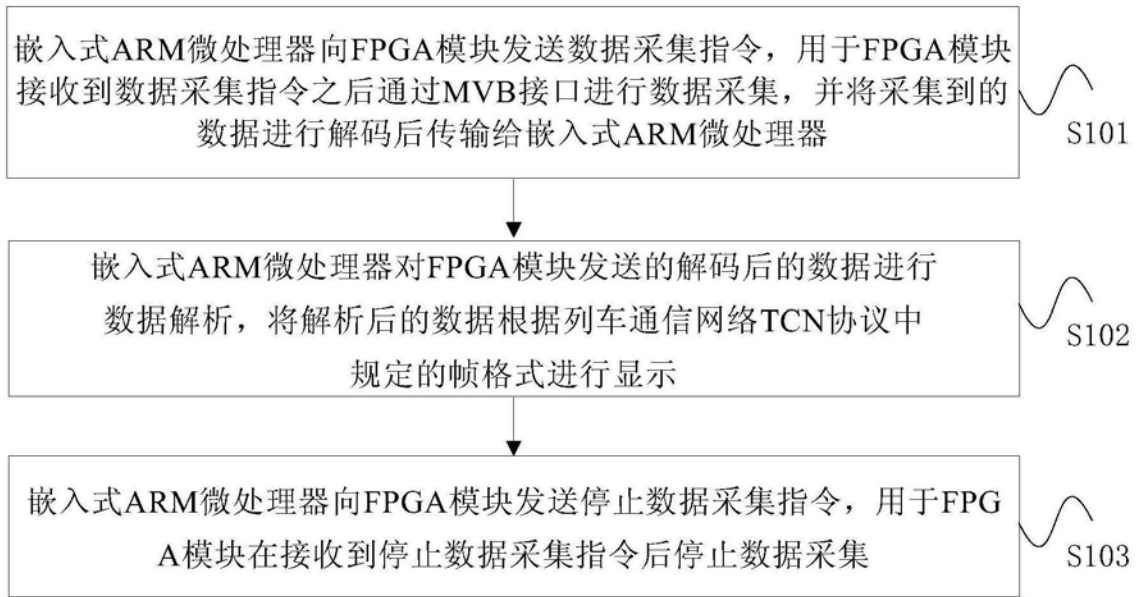 嵌入式ARM微处理器向FPGA模块发送数据采集指令，用于FPGA模块
接收到数据采集指令之后通过MVB接口进行数据采集，并将采集到的
数据进行解码后传输给嵌入式ARM微处理器
S101
嵌入式ARM微处理器对FPGA模块发送的解码后的数据进行
数据解析，将解析后的数据根据列车通信网络TCN协议中
规定的帧格式进行显示
S102
嵌入式ARM微处理器向FPGA模块发送停止数据采集指令，用于FPG
A模块在接收到停止数据采集指令后停止数据采集
S103